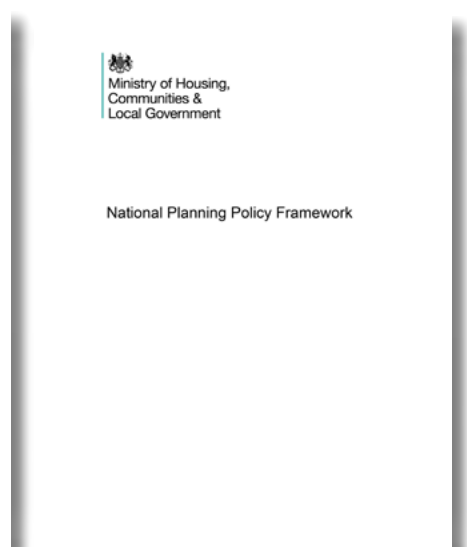 Ministry of Housing,
Communities &
Local Government
National Planning Policy Framework